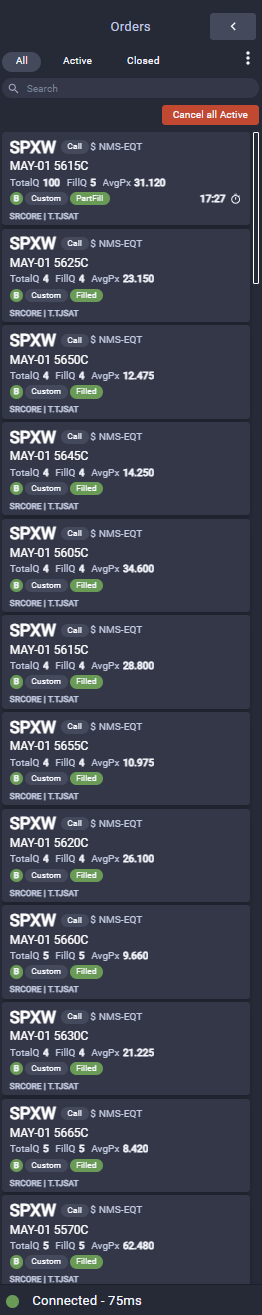 Orders
All Active Closed
Search
Cancel all Active
SPXW Call $ NMS-EQT
MAY-01 5615C
TotalQ 100 FillQ 5 AvgPx 31.120
B Custom PartFill 17:27
SRCORE | T.TJSAT
SPXW Call $ NMS-EQT
MAY-01 5625C
TotalQ 4 FillQ 4 AvgPx 23.150
B Custom Filled
SRCORE | T.TJSAT
SPXW Call $ NMS-EQT
MAY-01 5650C
TotalQ 4 FillQ 4 AvgPx 12.475
B Custom Filled
SRCORE | T.TJSAT
SPXW Call $ NMS-EQT
MAY-01 5645C
TotalQ 4 FillQ 4 AvgPx 14.250
B Custom Filled
SRCORE | T.TJSAT
SPXW Call $ NMS-EQT
MAY-01 5605C
TotalQ 4 FillQ 4 AvgPx 34.600
B Custom Filled
SRCORE | T.TJSAT
SPXW Call $ NMS-EQT
MAY-01 5615C
TotalQ 4 FillQ 4 AvgPx 28.800
B Custom Filled
SRCORE | T.TJSAT
SPXW Call $ NMS-EQT
MAY-01 5655C
TotalQ 4 FillQ 4 AvgPx 10.975
B Custom Filled
SRCORE | T.TJSAT
SPXW Call $ NMS-EQT
MAY-01 5620C
TotalQ 4 FillQ 4 AvgPx 26.100
B Custom Filled
SRCORE | T.TJSAT
SPXW Call $ NMS-EQT
MAY-01 5660C
TotalQ 5 FillQ 5 AvgPx 9.660
B Custom Filled
SRCORE | T.TJSAT
SPXW Call $ NMS-EQT
MAY-01 5630C
TotalQ 4 FillQ 4 AvgPx 21.225
B Custom Filled
SRCORE | T.TJSAT
SPXW Call $ NMS-EQT
MAY-01 5665C
TotalQ 5 FillQ 5 AvgPx 8.420
B Custom Filled
SRCORE | T.TJSAT
SPXW Call $ NMS-EQT
MAY-01 5570C
TotalQ 5 FillQ 5 AvgPx 62.480
B Custom Filled
SRCORE | T.TJSAT
Connected - 75ms